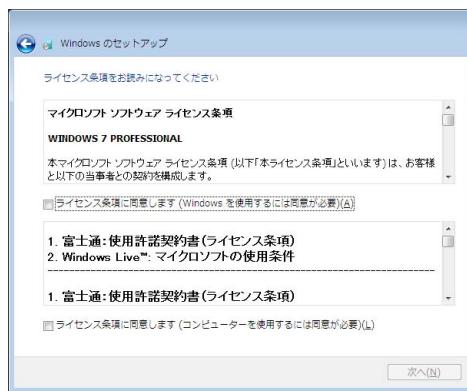 Windows のセットアップ
ライセンス条項をお読みになってください
マイクロソフト ソフトウェア ライセンス条項
WINDOWS 7 PROFESSIONAL
本マイクロソフト ソフトウェア ライセンス条項 (以下「本ライセンス条項」といいます) は、お客様
と以下の当事者との契約を構成します。
ライセンス条項に同意します (Windows を使用するには同意が必要)(A)
1. 富士通：使用許諾契約書（ライセンス条項）
2. Windows Live™: マイクロソフトの使用条件
------------------------------------------------------------
1. 富士通：使用許諾契約書（ライセンス条項）
ライセンス条項に同意します (コンピューターを使用するには同意が必要)(L)
次へ(N)